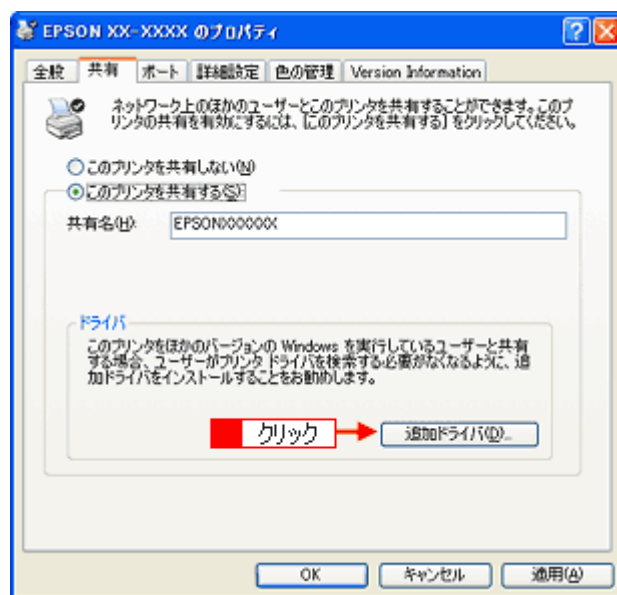 EPSON XX-XXXX のプロパティ
全般 共有 ポート 詳細設定 色の管理 Version Information
ネットワーク上のほかのユーザーとこのプリンタを共有することができます。このプ
リンタの共有を有効にするには、[このプリンタを共有する] をクリックしてください。
このプリンタを共有しない(N)
このプリンタを共有する(S)
共有名(H): EPSONXXXXXX
ドライバ
このプリンタをほかのバージョンの Windows を実行しているユーザーと共有
する場合、ユーザーがプリンタ ドライバを検索する必要がなくなるように、追
加ドライバをインストールすることをお勧めします。
クリック 追加ドライバ(D)...
OK キャンセル 適用(A)